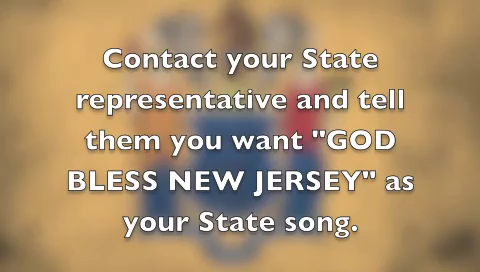 Contact your State
representative and tell
them you want "GOD
BLESS NEW JERSEY" as
your State song.